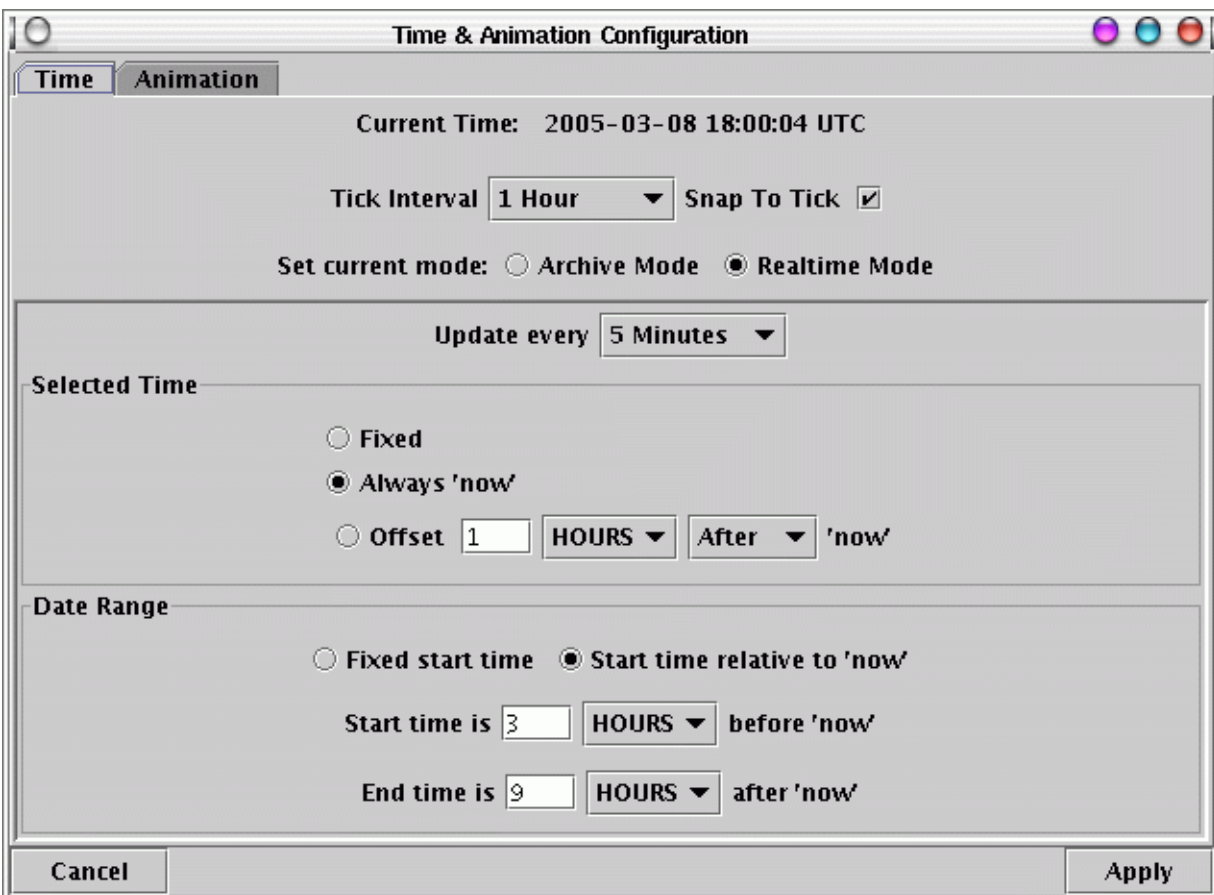 Time & Animation Configuration
Time Animation
Current Time: 2005-03-08 18:00:04 UTC
Tick Interval 1 Hour Snap To Tick
Set current mode: Archive Mode Realtime Mode
Update every 5 Minutes
Selected Time
Fixed
Always 'now'
Offset 1 HOURS After 'now'
Date Range
Fixed start time Start time relative to 'now'
Start time is 3 HOURS before 'now'
End time is 9 HOURS after 'now'
Cancel Apply